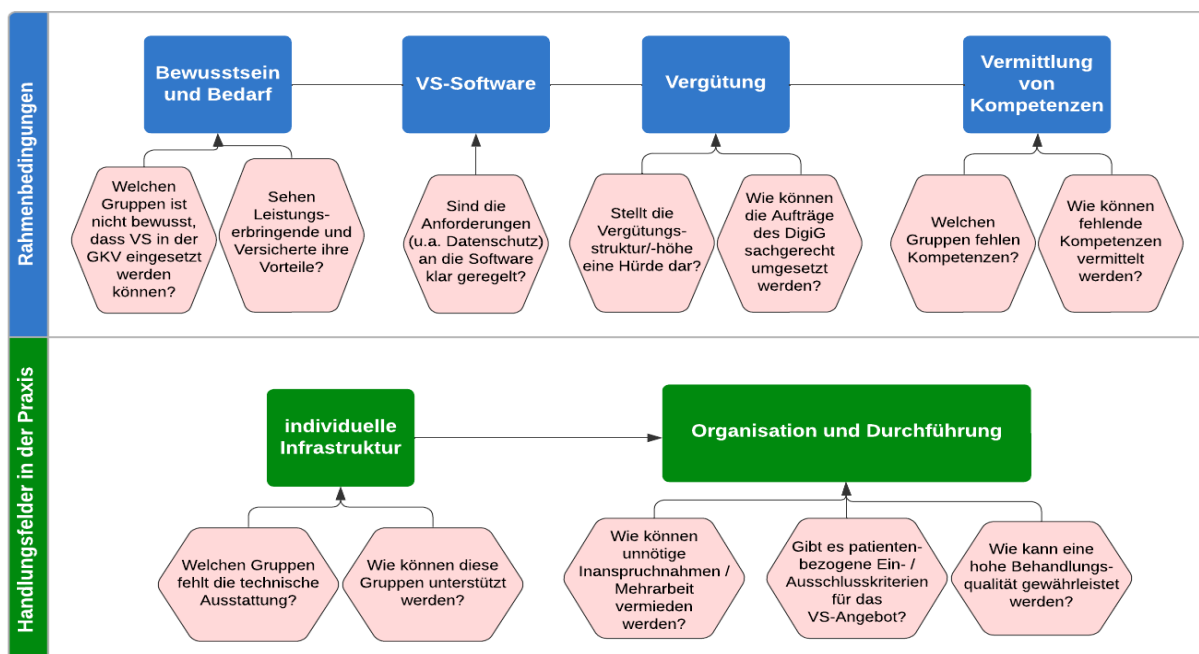 Rahmenbedingungen
Bewusstsein
und Bedarf
VS-Software
Vergütung
Vermittlung
von
Kompetenzen
Welchen
Gruppen ist
nicht bewusst,
dass VS in der
GKV eingesetzt
werden
können?
Sehen
Leistungs-
erbringende und
Versicherte ihre
Vorteile?
Sind die
Anforderungen
(u.a. Datenschutz)
an die Software
klar geregelt?
Stellt die
Vergütungs-
struktur/-höhe
eine Hürde dar?
Wie können
die Aufträge
des DigiG
sachgerecht
umgesetzt
werden?
Welchen
Gruppen fehlen
Kompetenzen?
Wie können
fehlende
Kompetenzen
vermittelt
werden?
Handlungsfelder in der Praxis
individuelle
Infrastruktur
Organisation und Durchführung
Welchen Gruppen
fehlt die technische
Ausstattung?
Wie können diese
Gruppen unterstützt
werden?
Wie können
unnötige
Inanspruchnahmen /
Mehrarbeit
vermieden
werden?
Gibt es patienten-
bezogene Ein- /
Ausschlusskriterien
für das
VS-Angebot?
Wie kann eine
hohe Behandlungs-
qualität gewährleistet
werden?